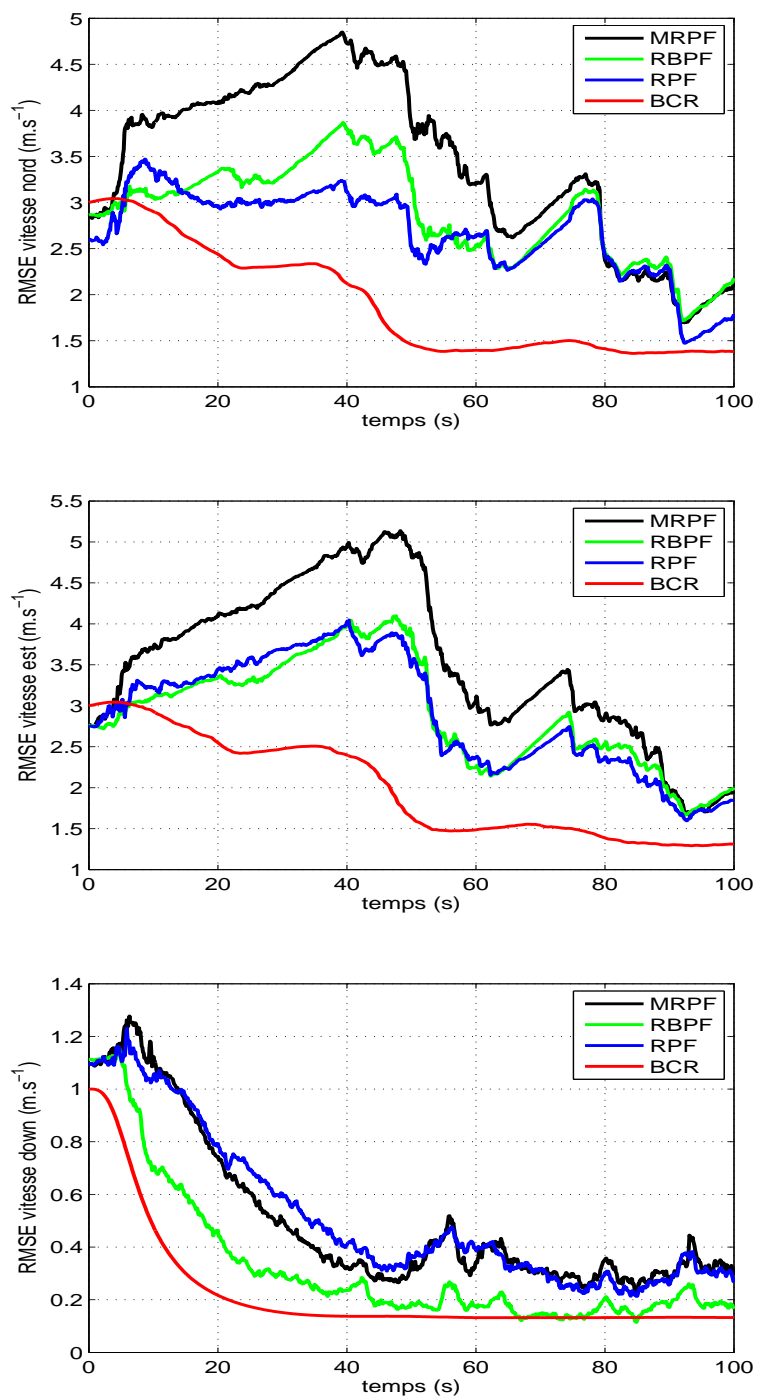 5
4.5
4
3.5
3
2.5
2
1.5
1
0
20
40
60
80
100
RMSE vitesse nord (m.s⁻¹)
temps (s)
MRPF
RBPF
RPF
BCR
5.5
5
4.5
4
3.5
3
2.5
2
1.5
1
0
20
40
60
80
100
RMSE vitesse est (m.s⁻¹)
temps (s)
MRPF
RBPF
RPF
BCR
1.4
1.2
1
0.8
0.6
0.4
0.2
0
0
20
40
60
80
100
RMSE vitesse down (m.s⁻¹)
temps (s)
MRPF
RBPF
RPF
BCR